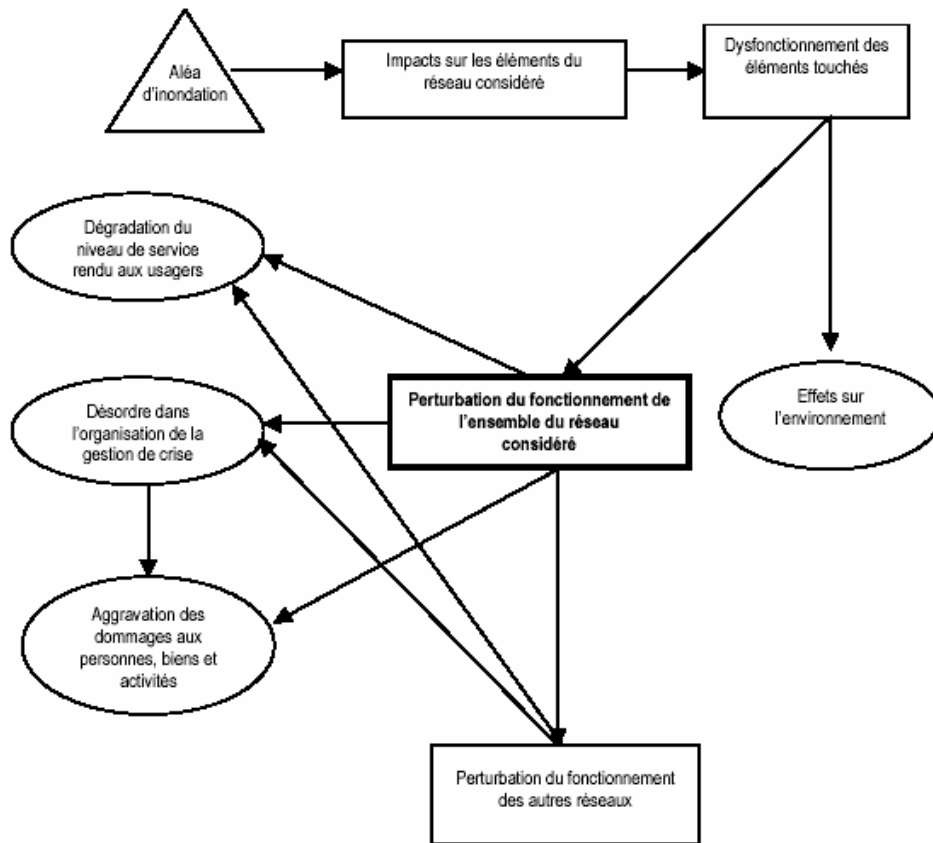 Aléa
d'inondation
Impacts sur les éléments du
réseau considéré
Dysfonctionnement des
éléments touchés
Dégradation du
niveau de service
rendu aux usagers
Désordre dans
l'organisation de la
gestion de crise
Perturbation du fonctionnement de
l'ensemble du réseau
considéré
Effets sur
l'environnement
Aggravation des
dommages aux
personnes, biens et
activités
Perturbation du fonctionnement
des autres réseaux